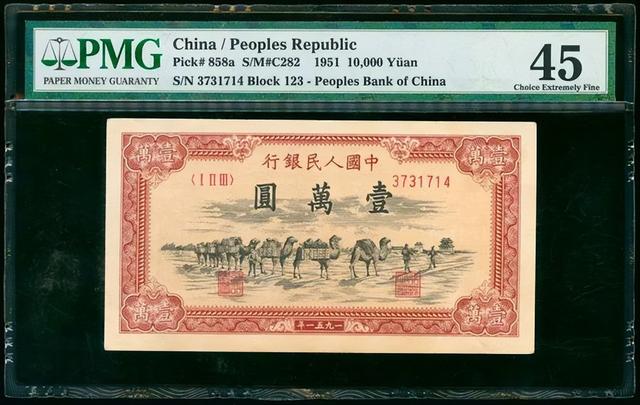 PMG
PAPER MONEY GUARANTY
China / Peoples Republic
Pick# 858a S/M#C282 1951 10,000 Yüan
S/N 3731714 Block 123 - Peoples Bank of China
45
Choice Extremely Fine
萬壹
萬壹
行銀民人國中
〈Ⅰ Ⅱ Ⅲ〉
3731714
圓萬壹
萬壹
萬壹
年一五九一